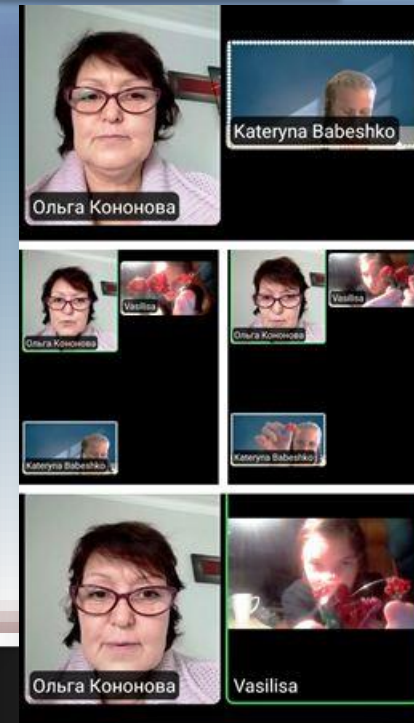 Kateryna Babeshko
Ольга Кононова
Vasilisa
Vasilisa
Ольга Кононова
Ольга Кононова
Kateryna Babeshko
Kateryna Babeshko
Ольга Кононова
Vasilisa